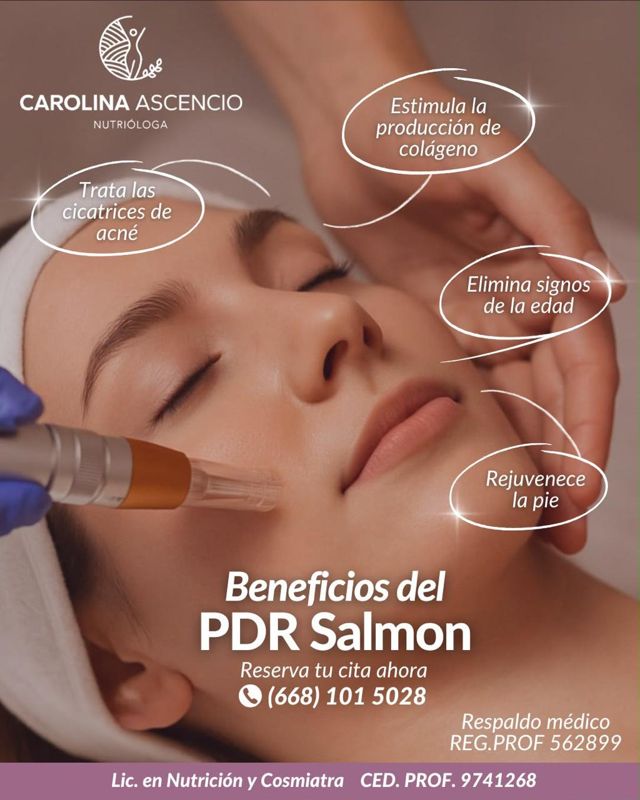 CAROLINA ASCENCIO
NUTRIÓLOGA
Estimula la
producción de
colágeno
Trata las
cicatrices de
acné
Elimina signos
de la edad
Rejuvenece
la pie
Beneficios del
PDR Salmon
Reserva tu cita ahora
(668) 101 5028
Respaldo médico
REG.PROF 562899
Lic. en Nutrición y Cosmiatra CED. PROF. 9741268